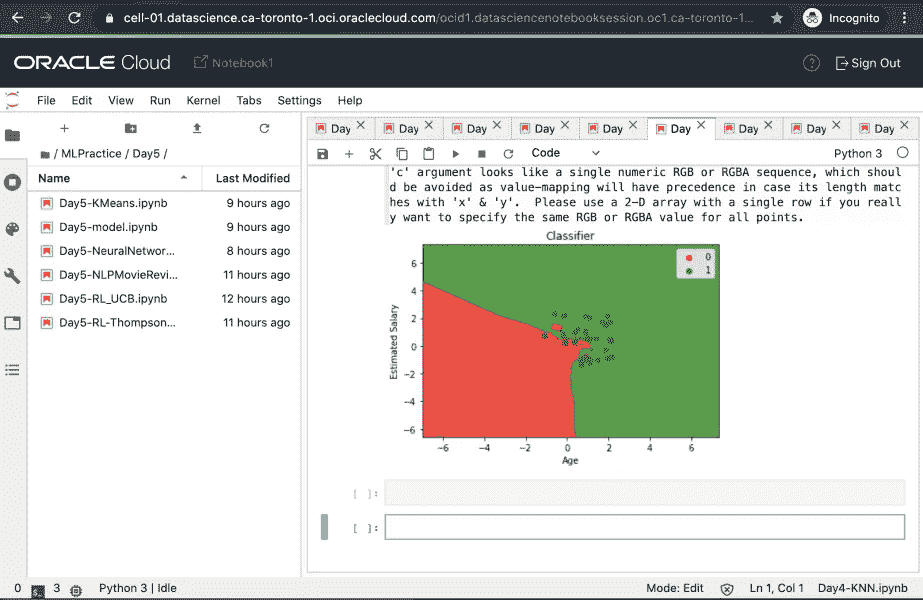 cell-01.datascience.ca-toronto-1.oci.oraclecloud.com/ocid1.datasciencenotebooksession.oc1.ca-toronto-1... Incognito
ORACLE Cloud Notebook1 Sign Out
File Edit View Run Kernel Tabs Settings Help
/ MLPractice / Day5 /
Name Last Modified
Day5-KMeans.ipynb 9 hours ago
Day5-model.ipynb 9 hours ago
Day5-NeuralNetwor... 8 hours ago
Day5-NLPMovieRevi... 11 hours ago
Day5-RL_UCB.ipynb 12 hours ago
Day5-RL-Thompson... 11 hours ago
Day Day Day Day Day Day Day Day Day
Code Python 3
'c' argument looks like a single numeric RGB or RGBA sequence, which shoul
d be avoided as value-mapping will have precedence in case its length matc
hes with 'x' & 'y'. Please use a 2-D array with a single row if you reall
y want to specify the same RGB or RGBA value for all points.
Classifier
0
1
6
4
2
0
−2
−4
−6
Estimated Salary
−6 −4 −2 0 2 4 6
Age
[ ]:
[ ]:
0 3 Python 3 | Idle Mode: Edit Ln 1, Col 1 Day4-KNN.ipynb